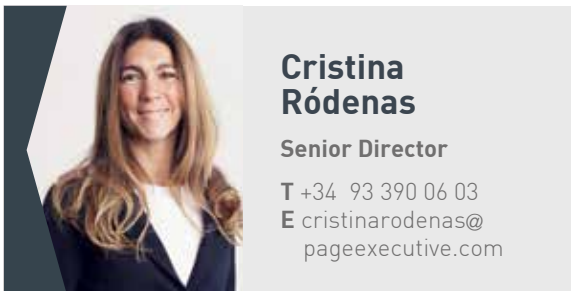 Cristina
Ródenas
Senior Director
T +34 93 390 06 03
E cristinarodenas@
pageexecutive.com